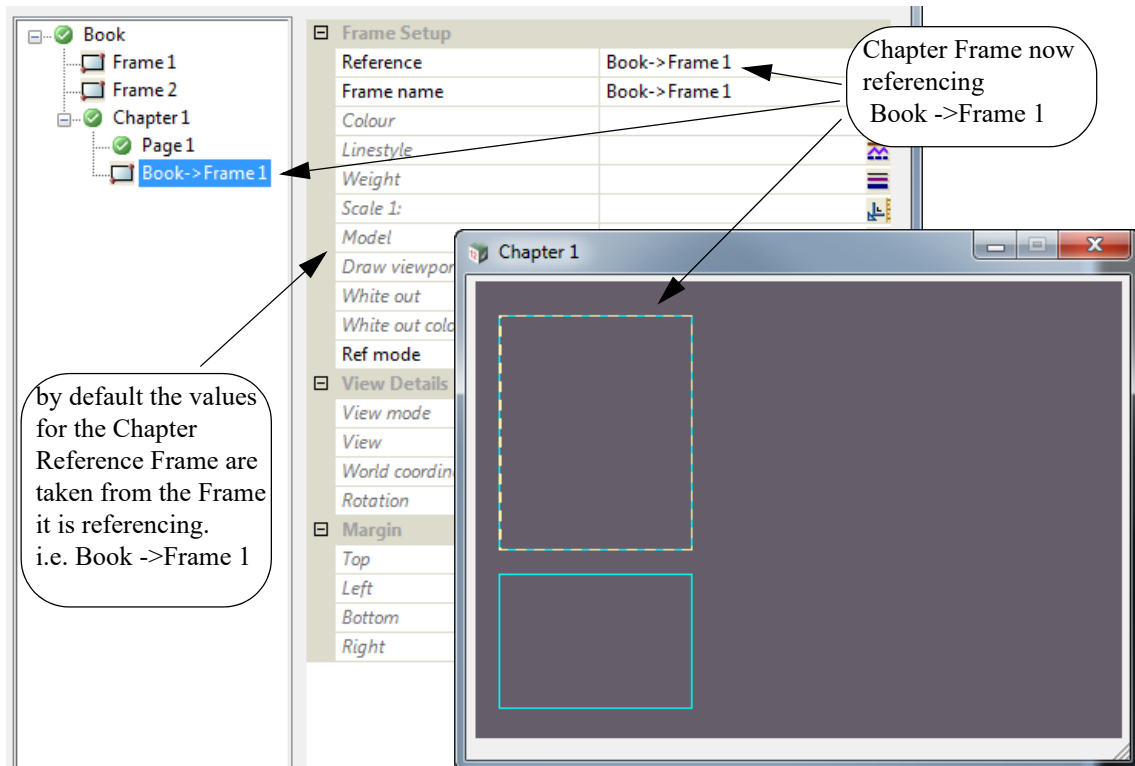 Book
Frame 1
Frame 2
Chapter 1
Page 1
Book->Frame 1
Frame Setup
Reference Book->Frame 1
Frame name Book->Frame 1
Colour
Linestyle
Weight
Scale 1:
Model
Draw viewpor
White out
White out colo
Ref mode
View Details
View mode
View
World coordin
Rotation
Margin
Top
Left
Bottom
Right
Chapter Frame now
referencing
Book ->Frame 1
by default the values
for the Chapter
Reference Frame are
taken from the Frame
it is referencing.
i.e. Book ->Frame 1
Chapter 1